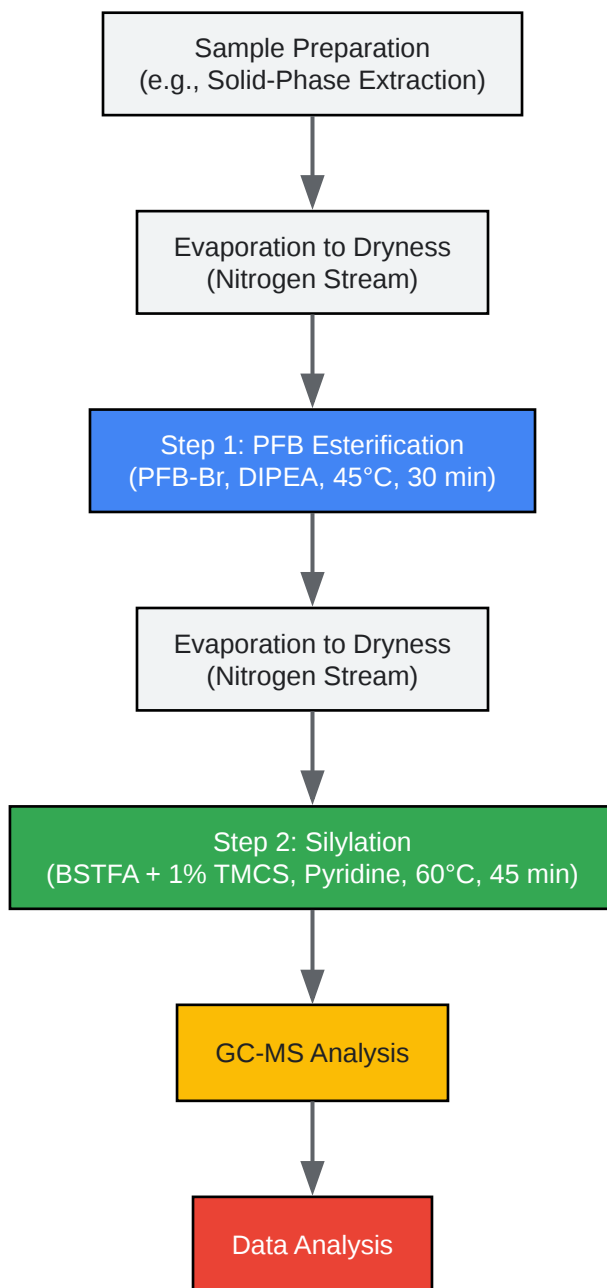 Sample Preparation
(e.g., Solid-Phase Extraction)
Evaporation to Dryness
(Nitrogen Stream)
Step 1: PFB Esterification
(PFB-Br, DIPEA, 45°C, 30 min)
Evaporation to Dryness
(Nitrogen Stream)
Step 2: Silylation
(BSTFA + 1% TMCS, Pyridine, 60°C, 45 min)
GC-MS Analysis
Data Analysis